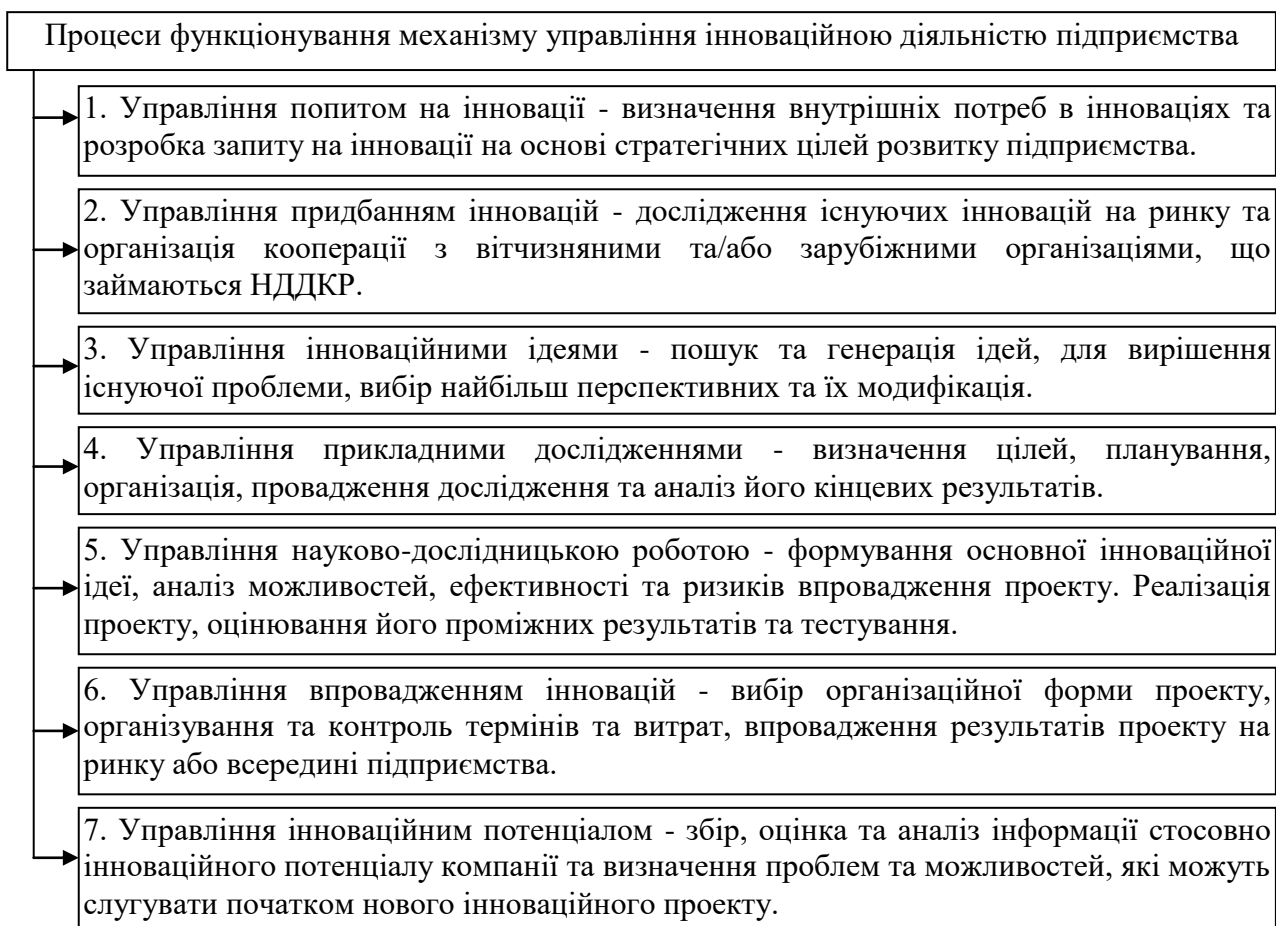 Процеси функціонування механізму управління інноваційною діяльністю підприємства
1. Управління попитом на інновації - визначення внутрішніх потреб в інноваціях та
розробка запиту на інновації на основі стратегічних цілей розвитку підприємства.
2. Управління придбанням інновацій - дослідження існуючих інновацій на ринку та
організація кооперації з вітчизняними та/або зарубіжними організаціями, що
займаються НДДКР.
3. Управління інноваційними ідеями - пошук та генерація ідей, для вирішення
існуючої проблеми, вибір найбільш перспективних та їх модифікація.
4. Управління прикладними дослідженнями - визначення цілей, планування,
організація, провадження дослідження та аналіз його кінцевих результатів.
5. Управління науково-дослідницькою роботою - формування основної інноваційної
ідеї, аналіз можливостей, ефективності та ризиків впровадження проекту. Реалізація
проекту, оцінювання його проміжних результатів та тестування.
6. Управління впровадженням інновацій - вибір організаційної форми проекту,
організування та контроль термінів та витрат, впровадження результатів проекту на
ринку або всередині підприємства.
7. Управління інноваційним потенціалом - збір, оцінка та аналіз інформації стосовно
інноваційного потенціалу компанії та визначення проблем та можливостей, які можуть
слугувати початком нового інноваційного проекту.